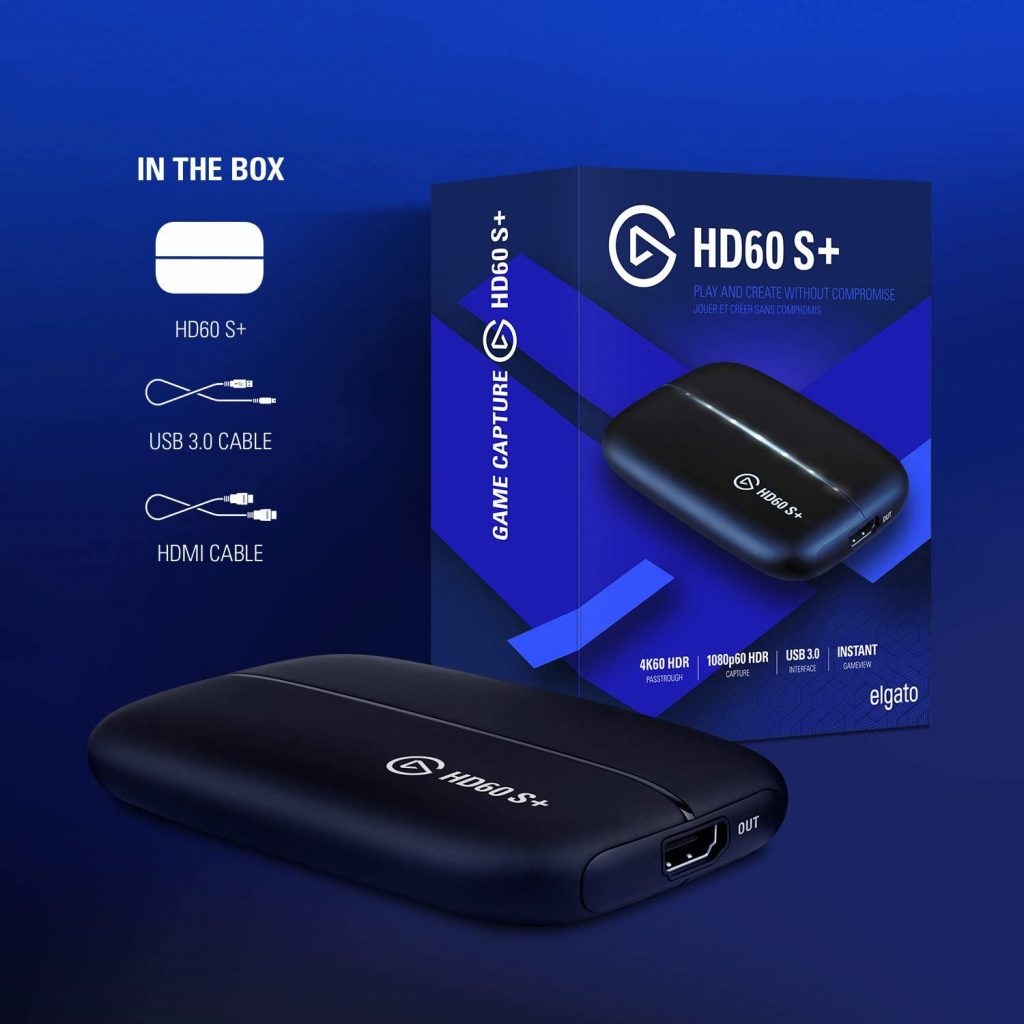 IN THE BOX
HD60 S+
USB 3.0 CABLE
HDMI CABLE
GAME CAPTURE HD60 S+
HD60 S+
PLAY AND CREATE WITHOUT COMPROMISE
JOUER ET CRÉER SANS COMPROMIS
HD60 S+
OUT
4K60 HDR
PASSTROUGH
1080p60 HDR
CAPTURE
USB 3.0
INTERFACE
INSTANT
GAMEVIEW
elgato
HD60 S+
OUT